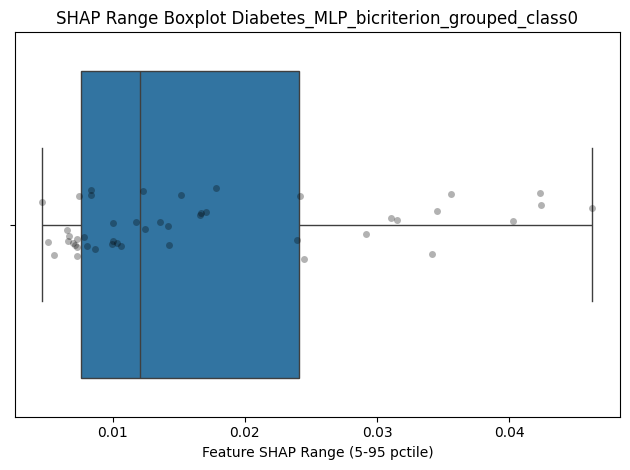 SHAP Range Boxplot Diabetes_MLP_bicriterion_grouped_class0
0.01 0.02 0.03 0.04
Feature SHAP Range (5-95 pctile)